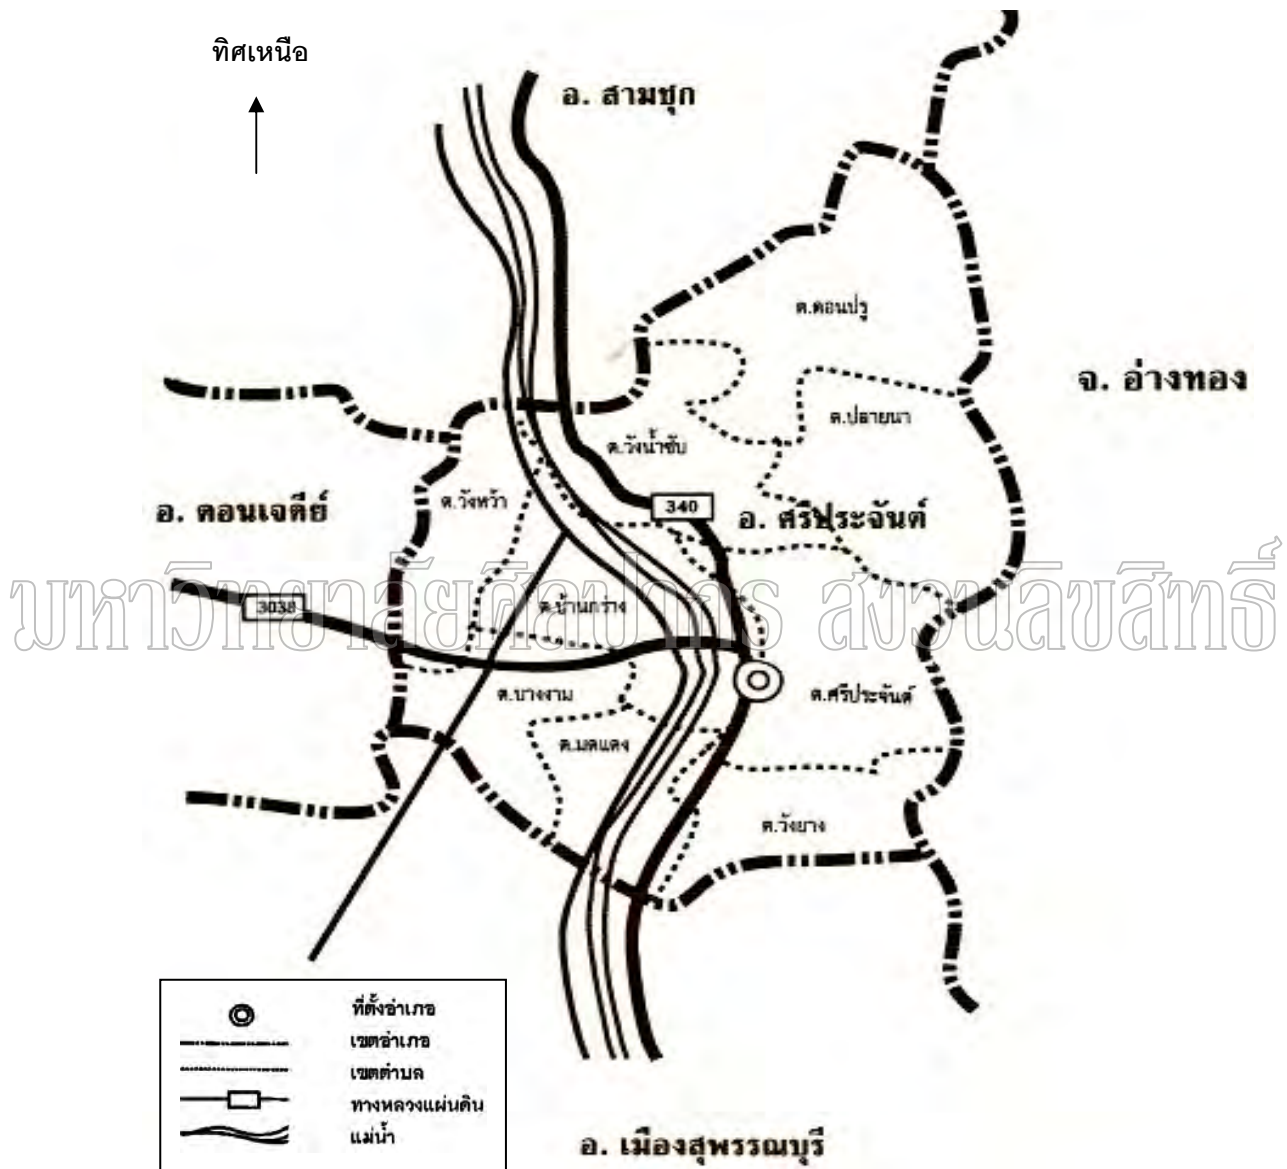 ทิศเหนือ
อ. สามชุก
ต.ดอนปรู
จ. อ่างทอง
ต.ปลายนา
ต.วังน้ำซับ
ต.วังหว้า
อ. ดอนเจดีย์
340
อ. ศรีประจันต์
มหาวิทยาลัยศิลปากร สงวนลิขสิทธิ์
3038
ต.บ้านกร่าง
ต.บางงาม
ต.ศรีประจันต์
ต.มดแดง
ต.วังยาง
ที่ตั้งอำเภอ
เขตอำเภอ
เขตตำบล
ทางหลวงแผ่นดิน
แม่น้ำ
อ. เมืองสุพรรณบุรี